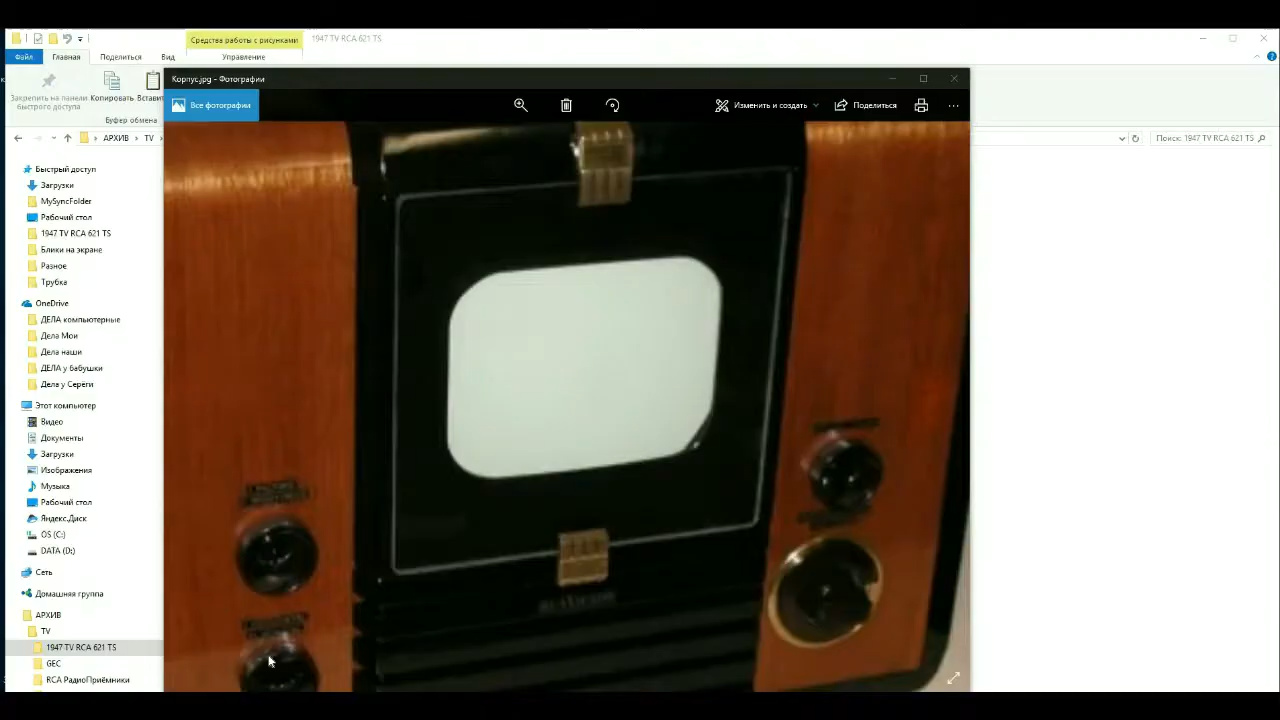 Средства работы с рисунками
1947 TV RCA 621 TS
Файл
Главная
Поделиться
Вид
Управление
Корпус.jpg - Фотографии
Закрепить на панели
быстрого доступа
Копировать
Вставит
Буфер обмена
Все фотографии
Изменить и создать
Поделиться
АРХИВ
TV
Поиск: 1947 TV RCA 621 TS
Быстрый доступ
Загрузки
MySyncFolder
Рабочий стол
1947 TV RCA 621 TS
Блики на экране
Разное
Трубка
OneDrive
ДЕЛА компьютерные
Дела Мои
Дела наши
ДЕЛА у бабушки
Дела у Серёги
Этот компьютер
Видео
Документы
Загрузки
Изображения
Музыка
Рабочий стол
Яндекс.Диск
OS (C:)
DATA (D:)
Сеть
Домашняя группа
АРХИВ
TV
1947 TV RCA 621 TS
GEC
RCA РадиоПриёмники